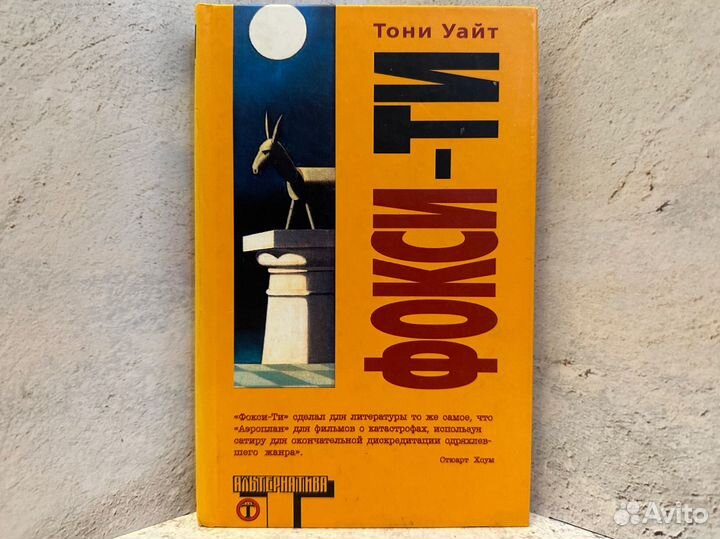 Тони Уайт
ФОКСИ-ТИ
«Фокси-Ти» сделал для литературы то же самое, что
«Аэроплан» для фильмов о катастрофах, используя
сатиру для окончательной дискредитации одряхлев-
шего жанра».
Стюарт Хоум
АЛЬТЕРНАТИВА
Т
Avito